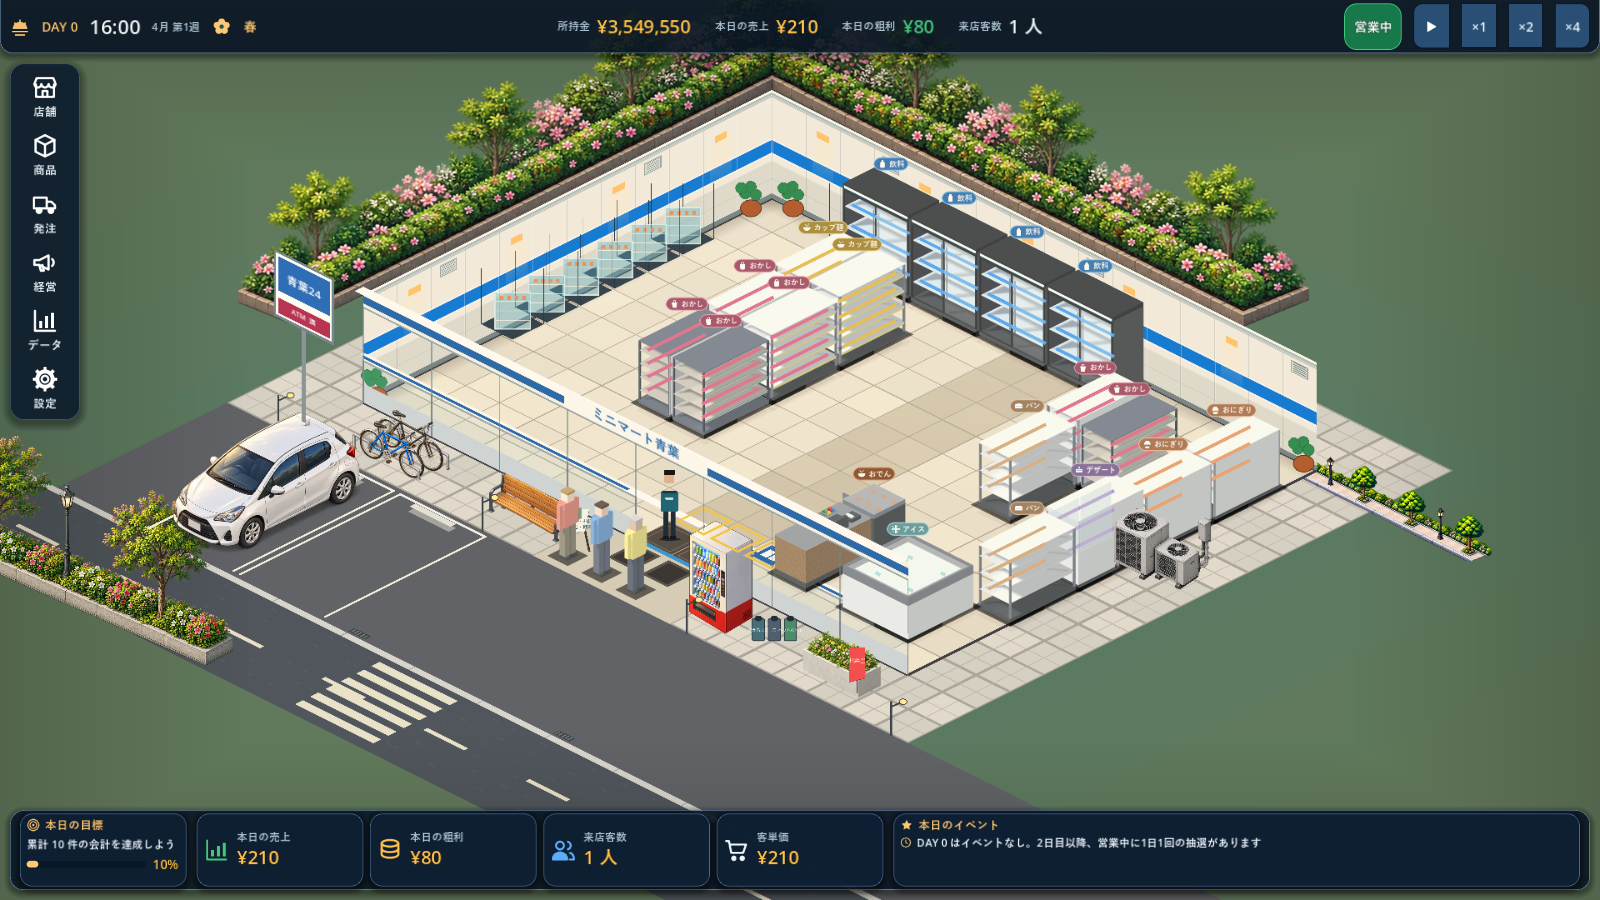 DAY 0 16:00 4月 第1週 春
所持金 ¥3,549,550 本日の売上 ¥210 本日の粗利 ¥80 来店客数 1 人
営業中 ×1 ×2 ×4
店舗
商品
発注
経営
データ
設定
飲料
飲料
飲料
飲料
カップ麺
カップ麺
おかし
おかし
おかし
おかし
青葉24
ATM
ミニマート青葉
おかし
おかし
パン
おにぎり
おにぎり
デザート
おでん
パン
アイス
本日の目標
累計 10 件の会計を達成しよう
10%
本日の売上
¥210
本日の粗利
¥80
来店客数
1 人
客単価
¥210
本日のイベント
DAY 0 はイベントなし。2日目以降、営業中に1日1回の抽選があります